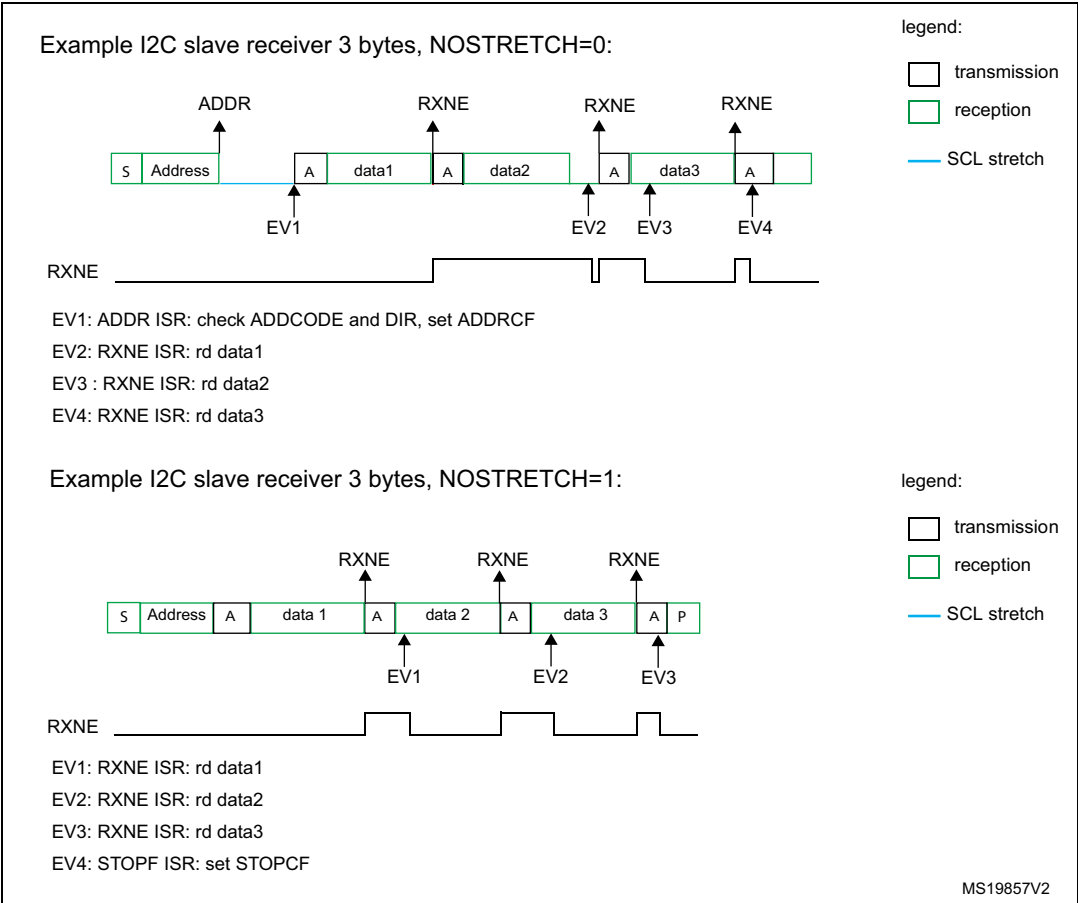 Example I2C slave receiver 3 bytes, NOSTRETCH=0:
legend:
transmission
reception
SCL stretch
ADDR RXNE RXNE RXNE
S Address A data1 A data2 A data3 A
EV1 EV2 EV3 EV4
RXNE
EV1: ADDR ISR: check ADDCODE and DIR, set ADDRCF
EV2: RXNE ISR: rd data1
EV3 : RXNE ISR: rd data2
EV4: RXNE ISR: rd data3
Example I2C slave receiver 3 bytes, NOSTRETCH=1:
legend:
transmission
reception
SCL stretch
RXNE RXNE RXNE
S Address A data 1 A data 2 A data 3 A P
EV1 EV2 EV3
RXNE
EV1: RXNE ISR: rd data1
EV2: RXNE ISR: rd data2
EV3: RXNE ISR: rd data3
EV4: STOPF ISR: set STOPCF
MS19857V2